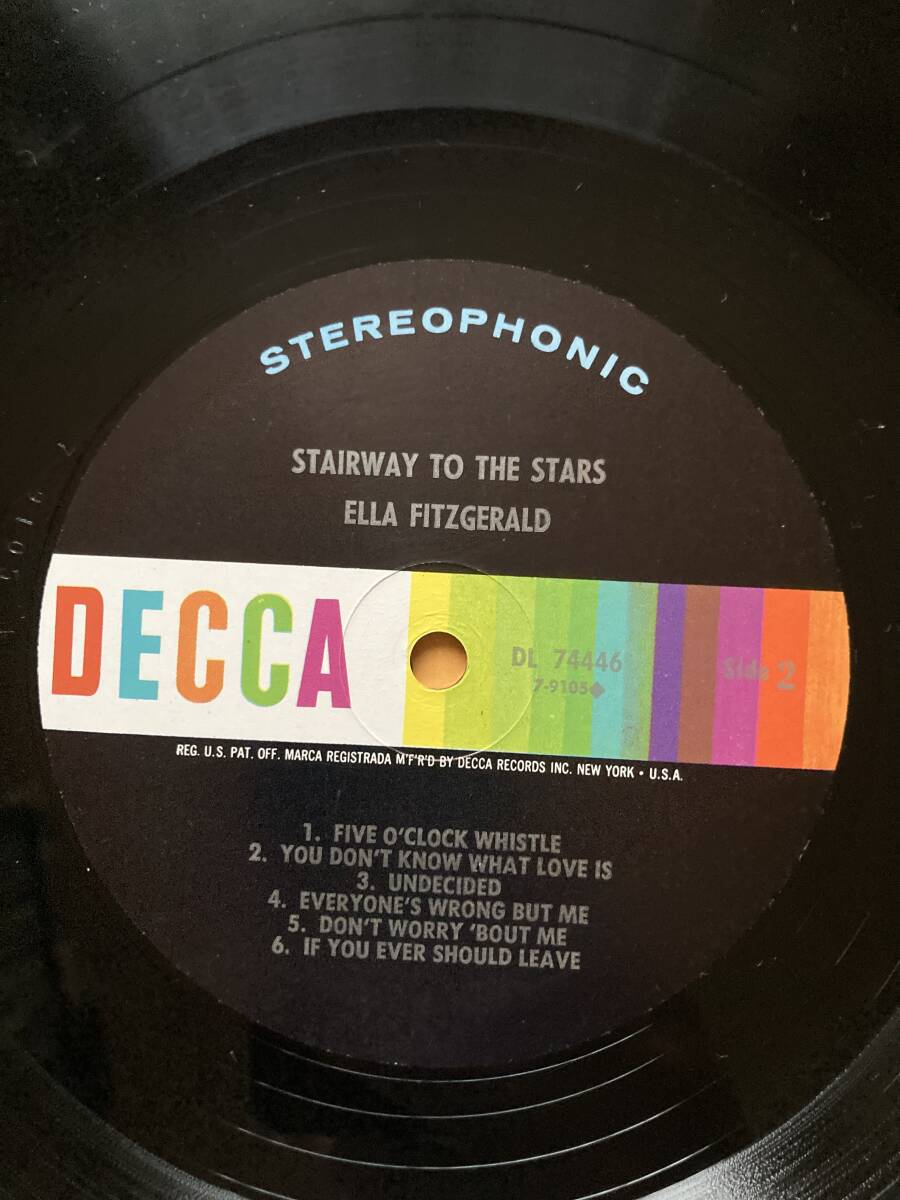 STEREOPHONIC
STAIRWAY TO THE STARS
ELLA FITZGERALD
DECCA
DL 74446
7-9105◆
Side 2
REG. U.S. PAT. OFF. MARCA REGISTRADA M'F'R'D BY DECCA RECORDS INC. NEW YORK • U.S.A.
1. FIVE O'CLOCK WHISTLE
2. YOU DON'T KNOW WHAT LOVE IS
3. UNDECIDED
4. EVERYONE'S WRONG BUT ME
5. DON'T WORRY 'BOUT ME
6. IF YOU EVER SHOULD LEAVE